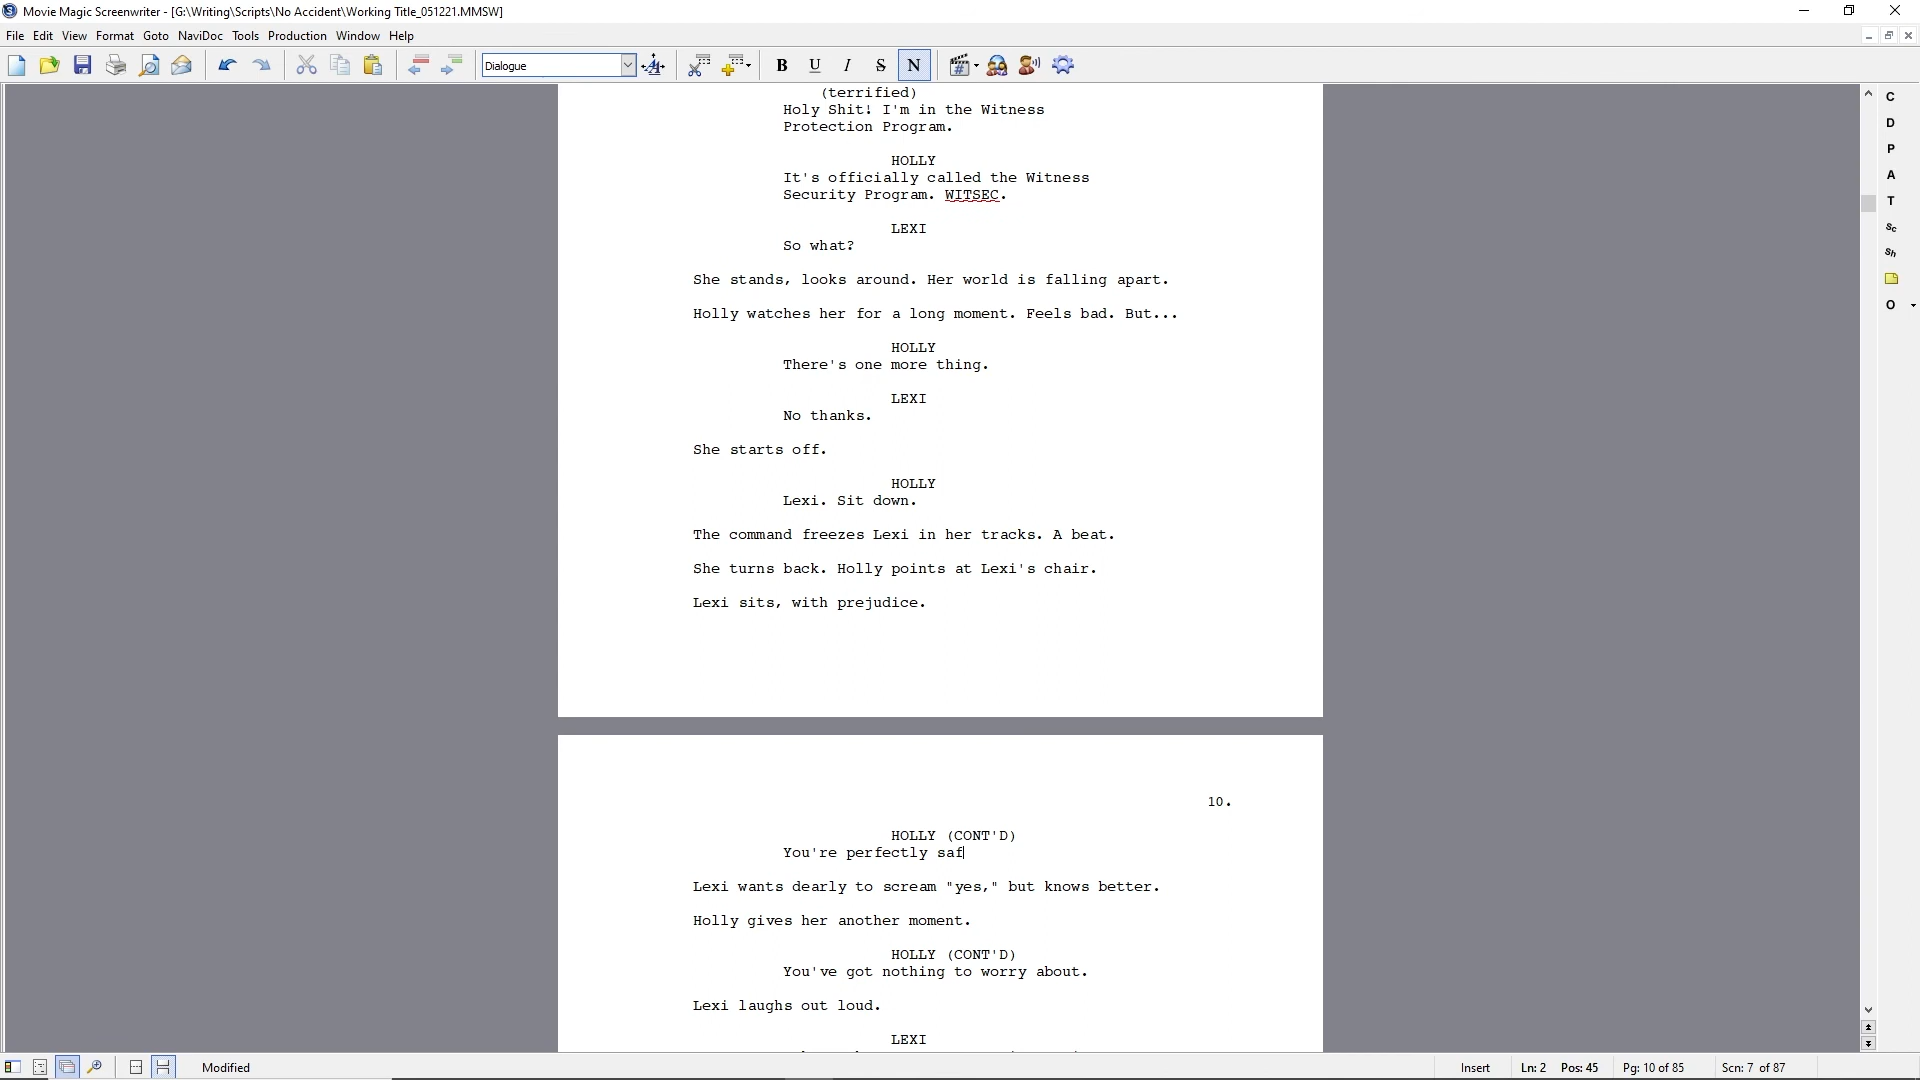 Movie Magic Screenwriter - [G:\Writing\Scripts\No Accident\Working Title_051221.MMSW]
File Edit View Format Goto NaviDoc Tools Production Window Help
Dialogue
B U I S N
(terrified)
Holy Shit! I'm in the Witness
Protection Program.
HOLLY
It's officially called the Witness
Security Program. WITSEC.
LEXI
So what?
She stands, looks around. Her world is falling apart.
Holly watches her for a long moment. Feels bad. But...
HOLLY
There's one more thing.
LEXI
No thanks.
She starts off.
HOLLY
Lexi. Sit down.
The command freezes Lexi in her tracks. A beat.
She turns back. Holly points at Lexi's chair.
Lexi sits, with prejudice.
10.
HOLLY (CONT'D)
You're perfectly saf
Lexi wants dearly to scream "yes," but knows better.
Holly gives her another moment.
HOLLY (CONT'D)
You've got nothing to worry about.
Lexi laughs out loud.
LEXI
C
D
P
A
T
Sc
Sh
O
Modified
Insert Ln: 2 Pos: 45 Pg: 10 of 85 Scn: 7 of 87